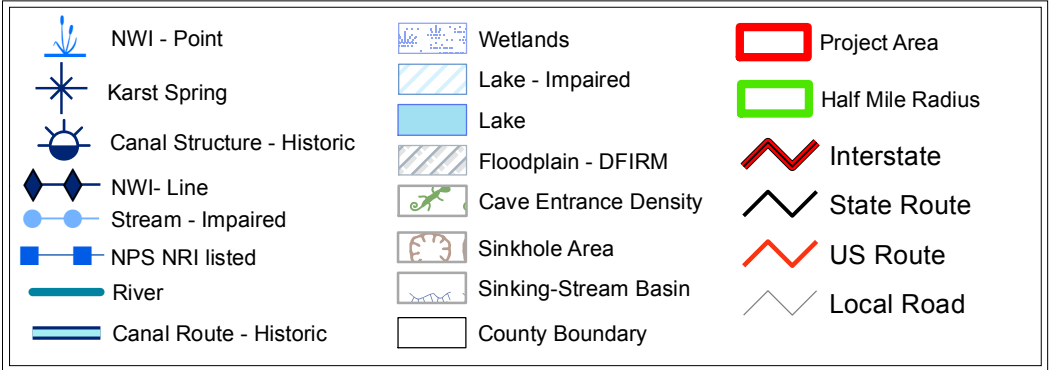 NWI - Point
Karst Spring
Canal Structure - Historic
NWI- Line
Stream - Impaired
NPS NRI listed
River
Canal Route - Historic
Wetlands
Lake - Impaired
Lake
Floodplain - DFIRM
Cave Entrance Density
Sinkhole Area
Sinking-Stream Basin
County Boundary
Project Area
Half Mile Radius
Interstate
State Route
US Route
Local Road